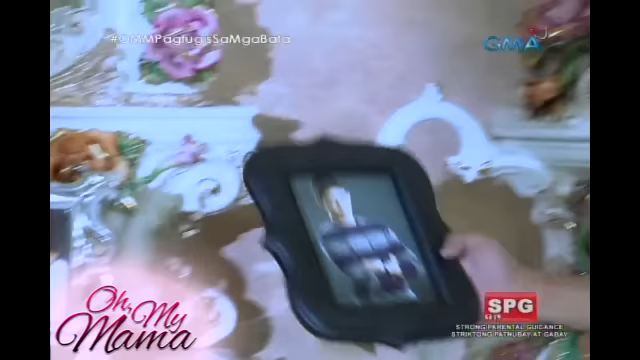 #OMMPagtugisSaMgaBata
GMA
Oh, My
Mama
SPG
STRONG PARENTAL GUIDANCE
STRIKTONG PATNUBAY AT GABAY